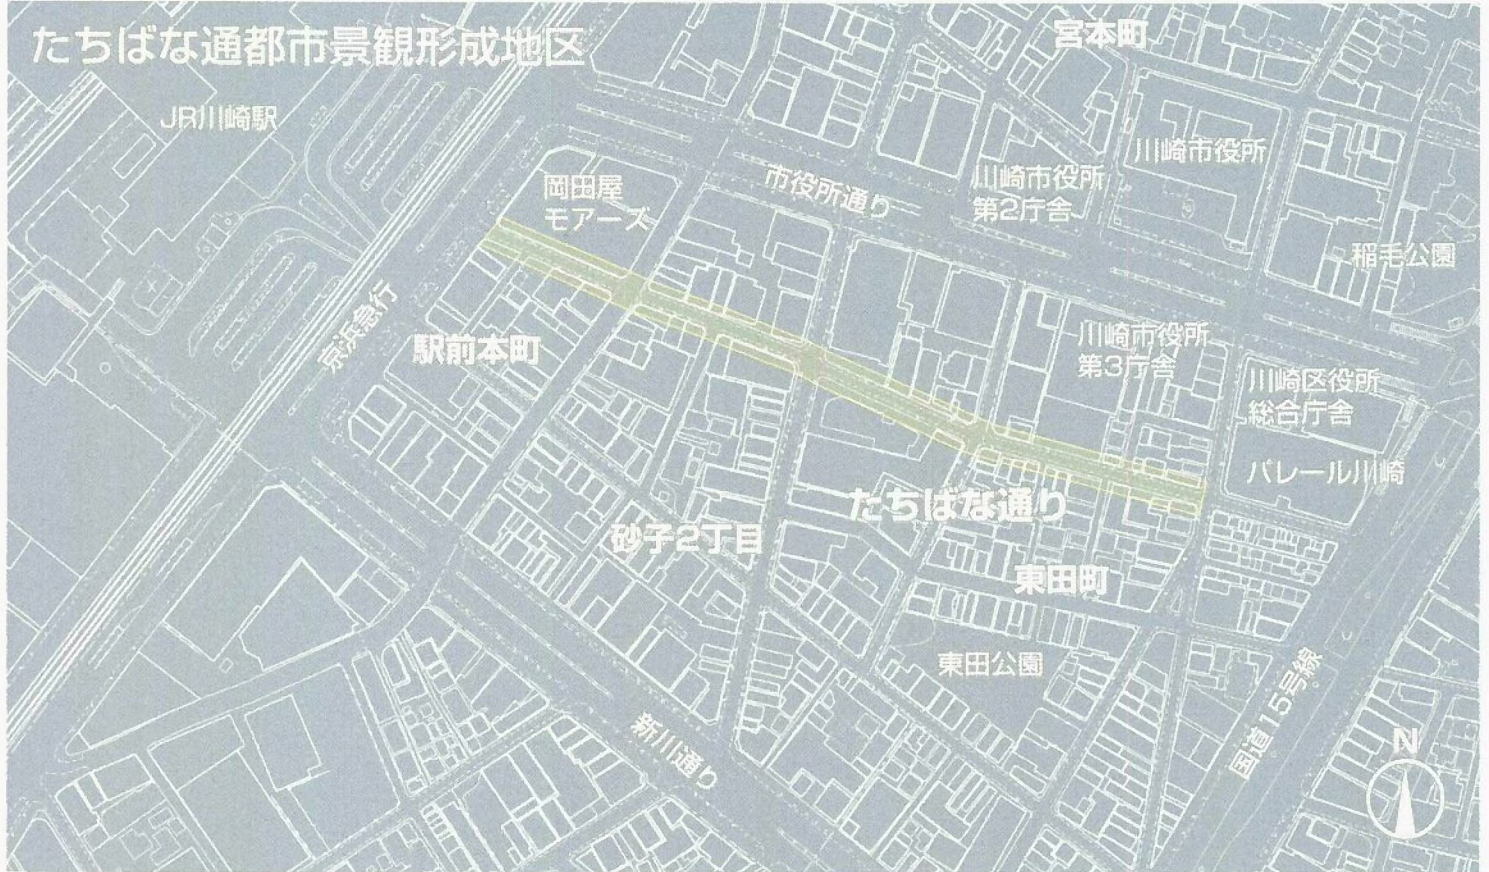 たちばな通都市景観形成地区
宮本町
JR川崎駅
川崎市役所
岡田屋
モアーズ
市役所通り
川崎市役所
第2庁舎
稲毛公園
京浜急行
駅前本町
川崎市役所
第3庁舎
川崎区役所
総合庁舎
パレール川崎
たちばな通り
砂子2丁目
東田町
東田公園
新川通り
国道15号線
N